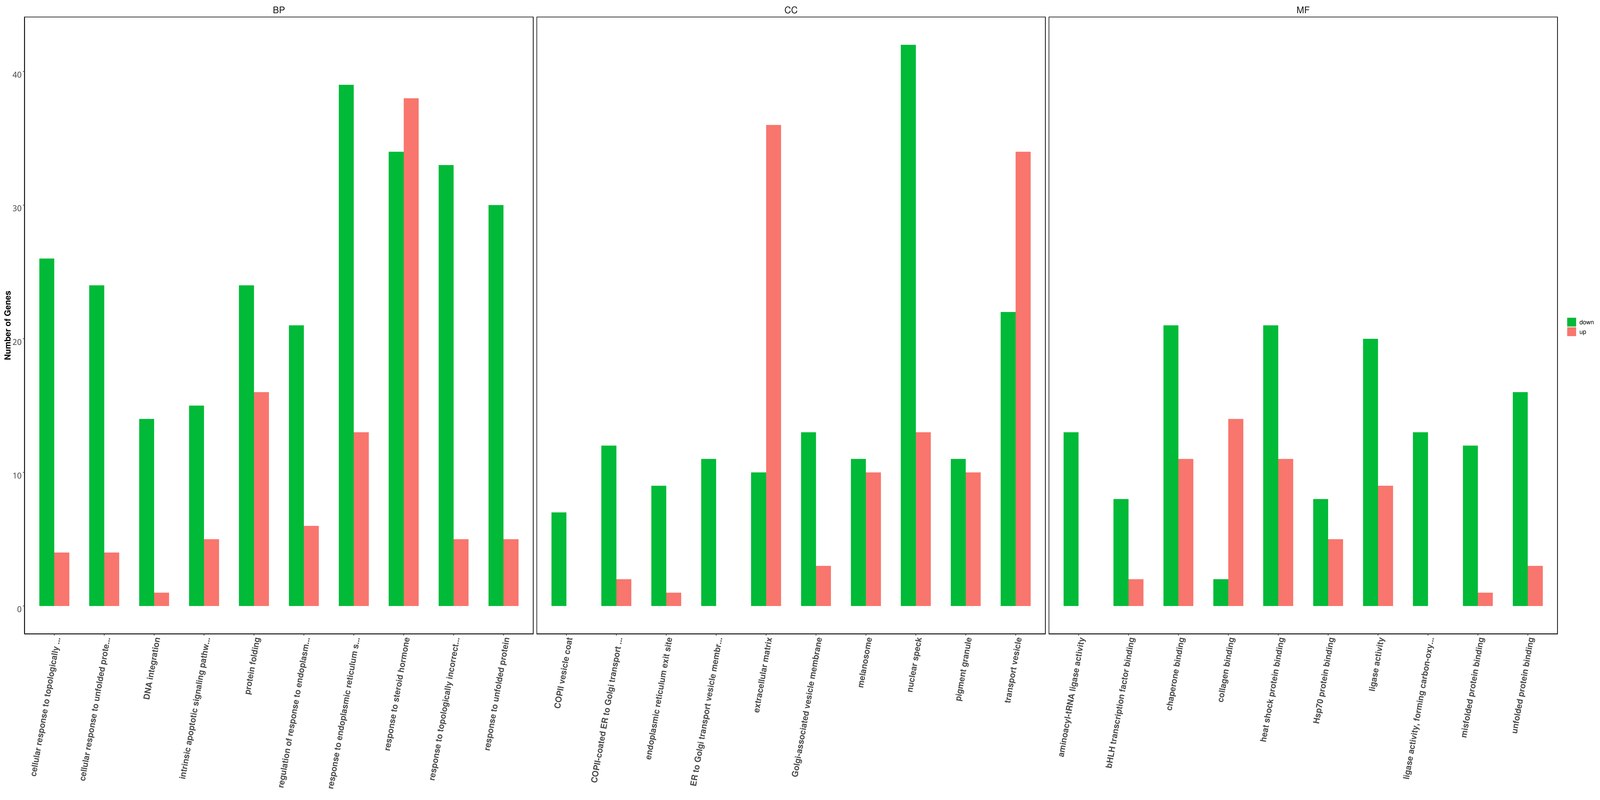 BP
CC
MF
Number of Genes
40
30
20
10
0
cellular response to topologically ...
cellular response to unfolded prote...
DNA integration
intrinsic apoptotic signaling pathw...
protein folding
regulation of response to endoplasm...
response to endoplasmic reticulum s...
response to steroid hormone
response to topologically incorrect...
response to unfolded protein
COPII vesicle coat
COPII-coated ER to Golgi transport ...
endoplasmic reticulum exit site
ER to Golgi transport vesicle membr...
extracellular matrix
Golgi-associated vesicle membrane
melanosome
nuclear speck
pigment granule
transport vesicle
aminoacyl-tRNA ligase activity
bHLH transcription factor binding
chaperone binding
collagen binding
heat shock protein binding
Hsp70 protein binding
ligase activity
ligase activity, forming carbon-oxy...
misfolded protein binding
unfolded protein binding
down
up